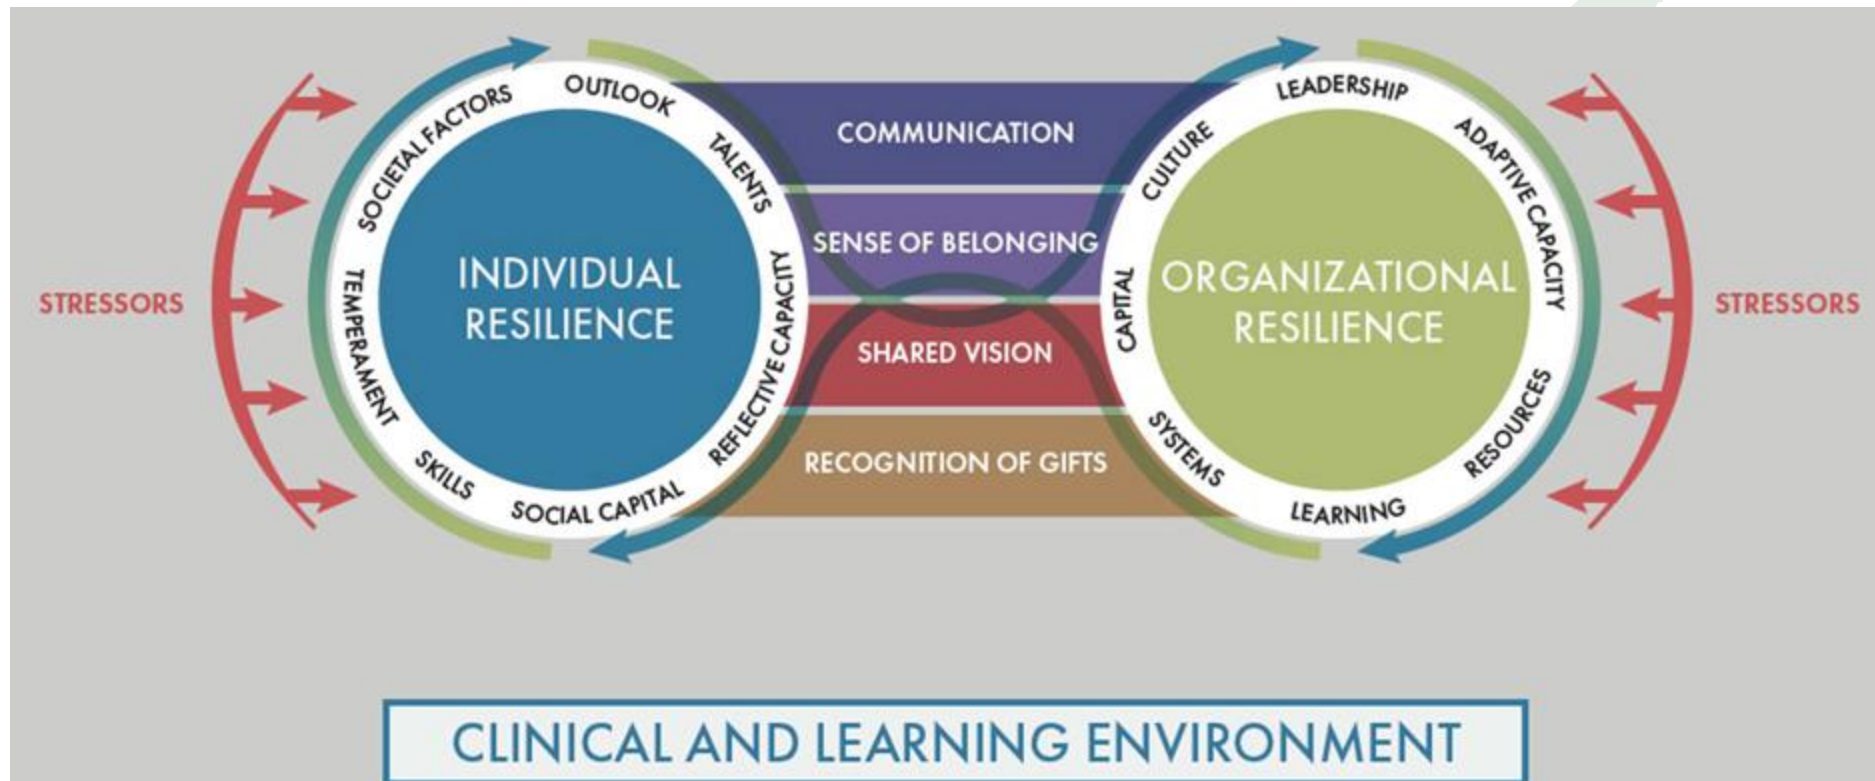 STRESSORS
SOCIETAL FACTORS
OUTLOOK
TALENTS
REFLECTIVE CAPACITY
SOCIAL CAPITAL
SKILLS
TEMPERAMENT
INDIVIDUAL
RESILIENCE
COMMUNICATION
SENSE OF BELONGING
SHARED VISION
RECOGNITION OF GIFTS
CULTURE
LEADERSHIP
ADAPTIVE CAPACITY
RESOURCES
LEARNING
SYSTEMS
CAPITAL
ORGANIZATIONAL
RESILIENCE
STRESSORS
CLINICAL AND LEARNING ENVIRONMENT